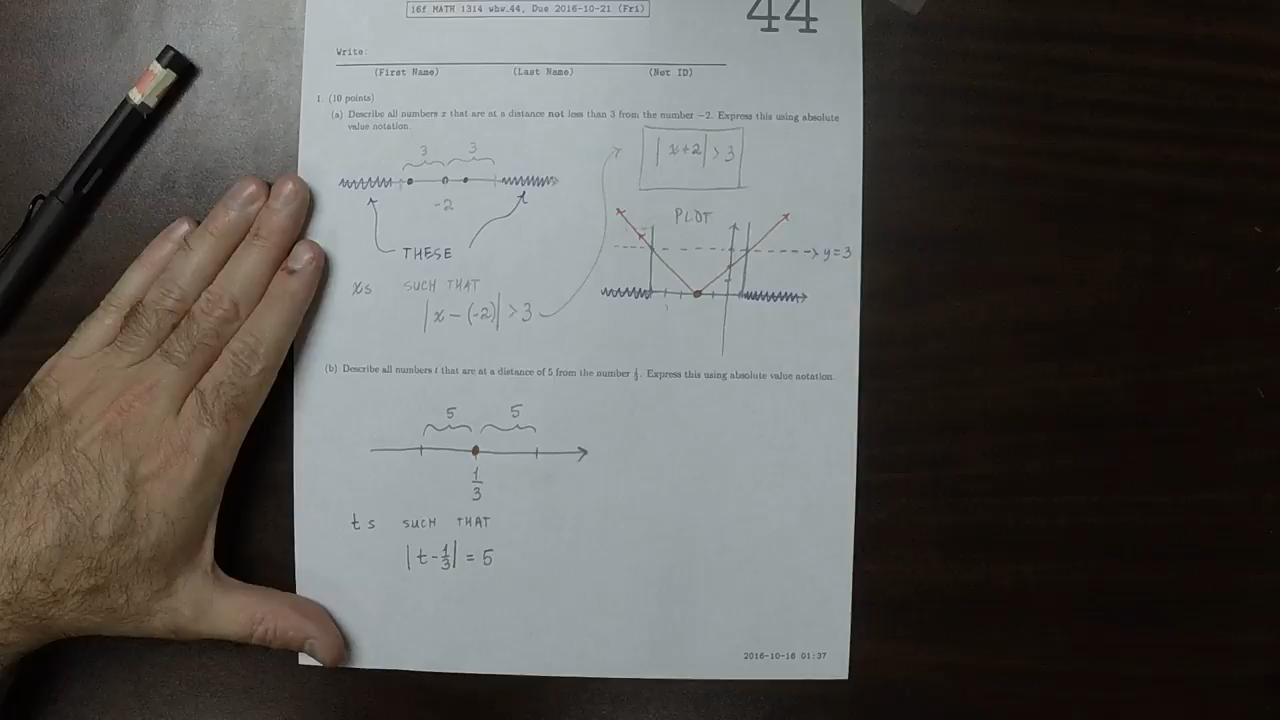 16f MATH 1314 wbw.44, Due 2016-10-21 (Fri)
44
Write:
(First Name) (Last Name) (Net ID)
1. (10 points)
(a) Describe all numbers x that are at a distance not less than 3 from the number −2. Express this using absolute
value notation.
3 3
-2
THESE
xs SUCH THAT
|x-(-2)| > 3
|x+2| > 3
PLOT
y=3
(b) Describe all numbers t that are at a distance of 5 from the number 1/3. Express this using absolute value notation.
5 5
1/3
ts SUCH THAT
|t-1/3| = 5
2016-10-16 01:37